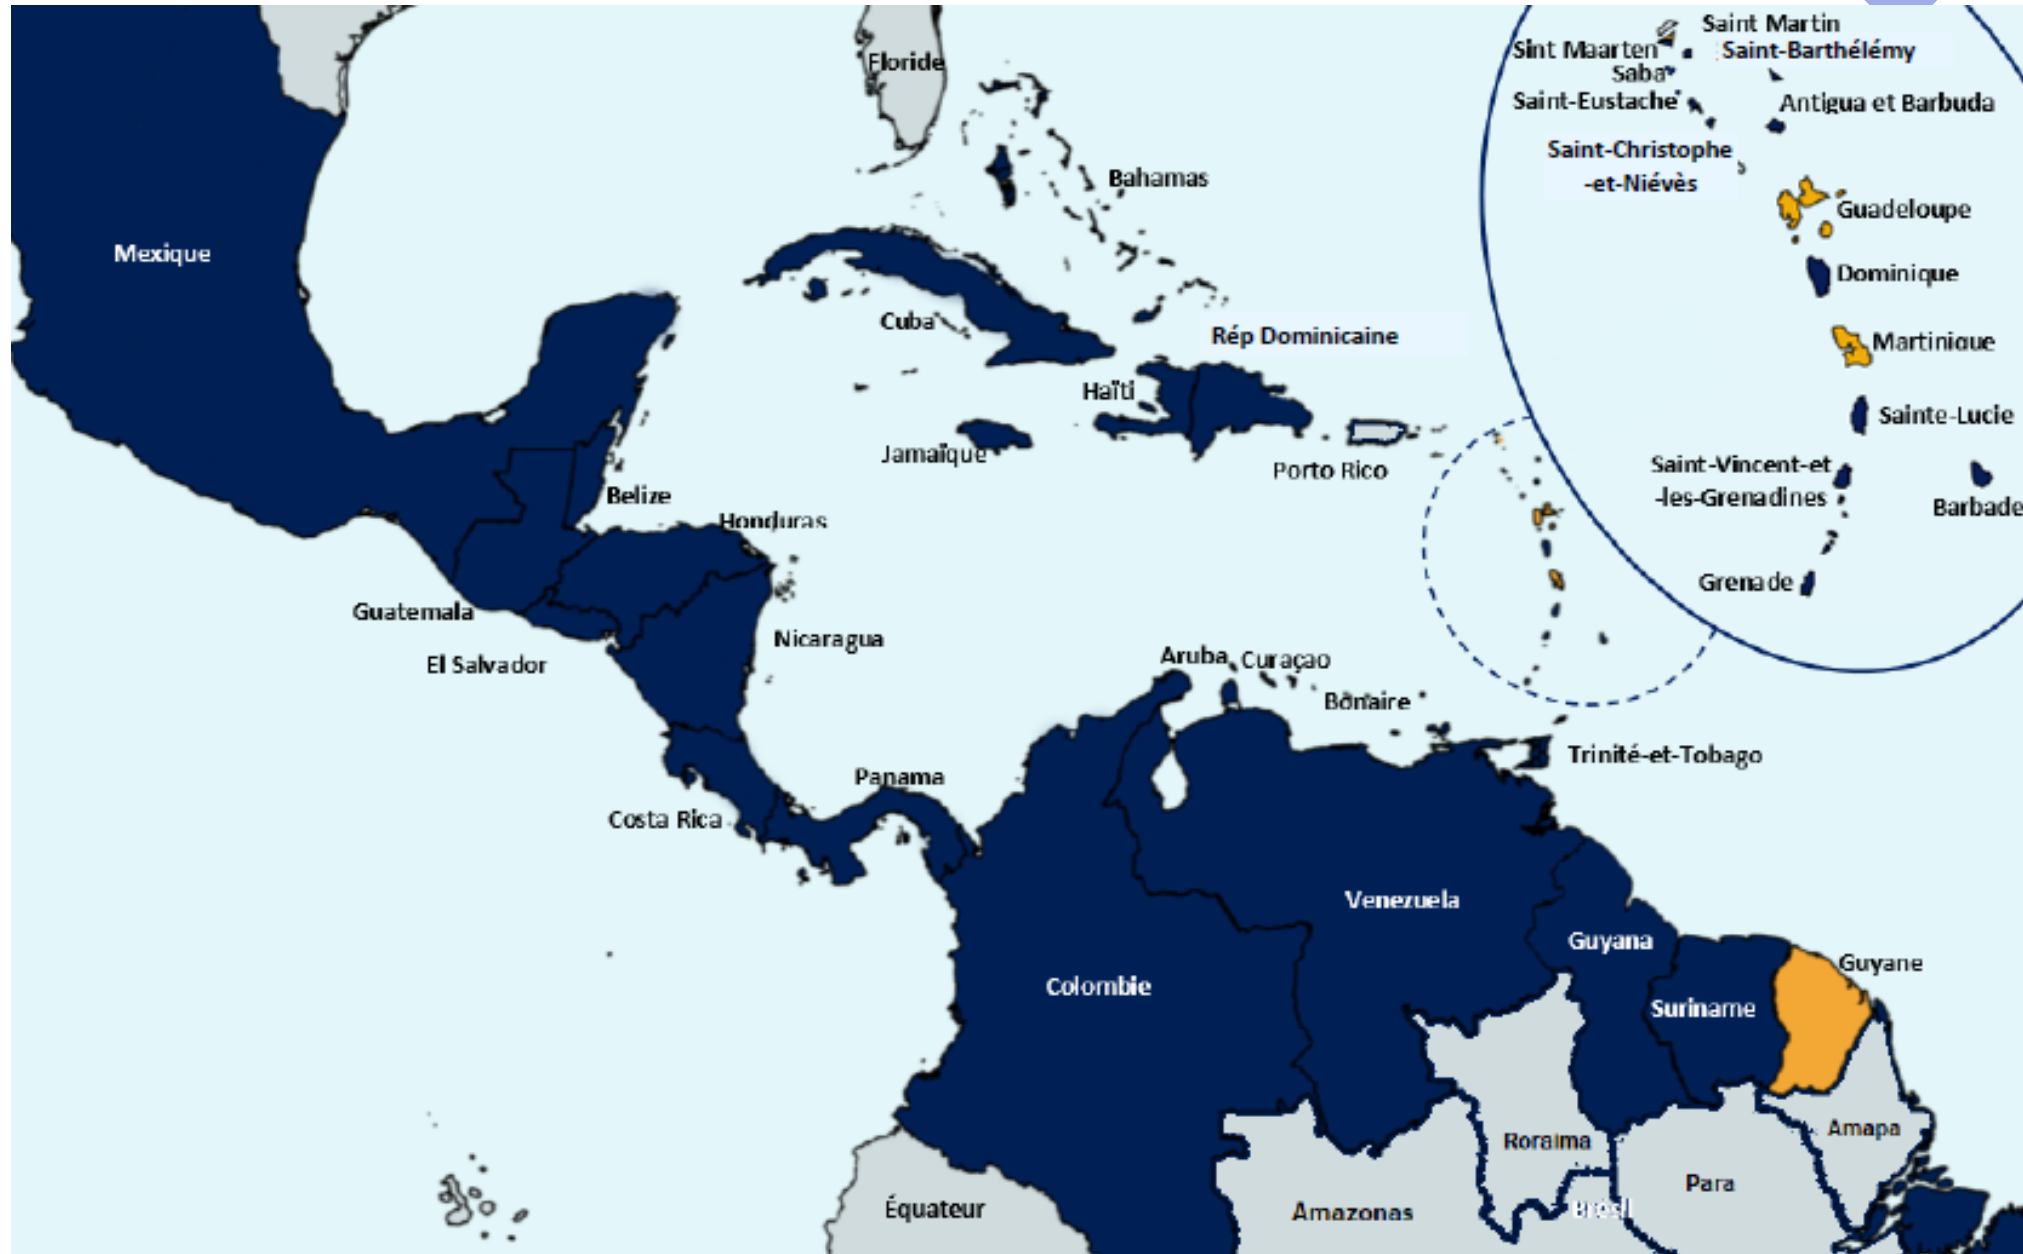 Saint Martin
Floride
Sint Maarten
Saint-Barthélémy
Saba
Saint-Eustache
Antigua et Barbuda
Saint-Christophe
-et-Niévès
Bahamas
Guadeloupe
Mexique
Dominique
Cuba
Rép Dominicaine
Martinique
Haïti
Sainte-Lucie
Jamaïque
Porto Rico
Saint-Vincent-et
-les-Grenadines
Barbade
Belize
Honduras
Grenade
Guatemala
Nicaragua
El Salvador
Aruba
Curaçao
Bonaire
Trinité-et-Tobago
Panama
Costa Rica
Venezuela
Guyana
Guyane
Colombie
Suriname
Roraima
Amapa
Para
Équateur
Amazonas
Brésil